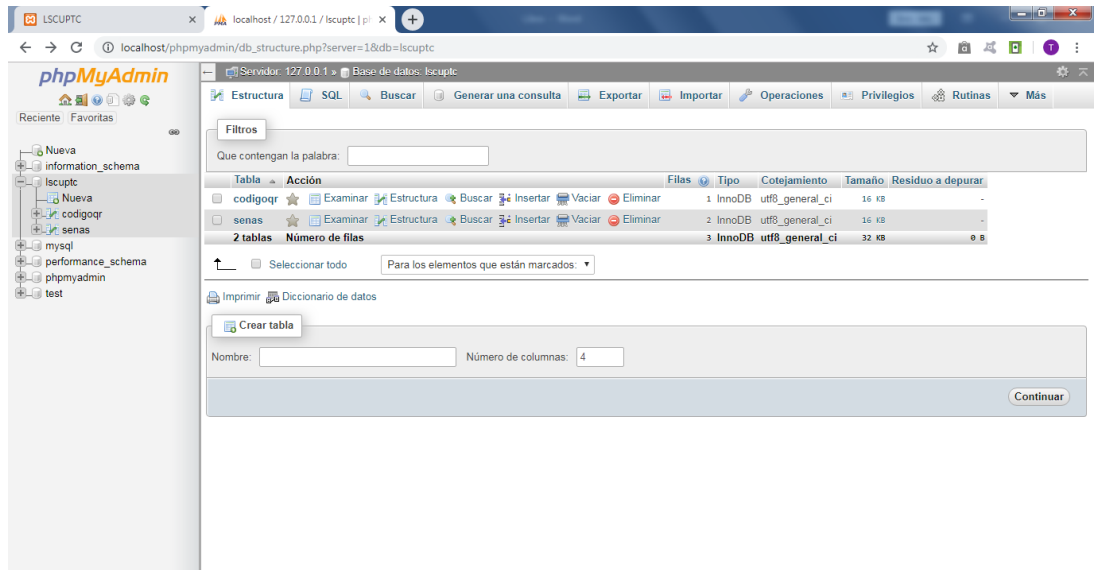 LSCUPTC
localhost / 127.0.0.1 / lscuptc | ph
localhost/phpmyadmin/db_structure.php?server=1&db=lscuptc
T
phpMyAdmin
Reciente Favoritas
Nueva
information_schema
lscuptc
Nueva
codigoqr
senas
mysql
performance_schema
phpmyadmin
test
Servidor: 127.0.0.1 » Base de datos: lscuptc
Estructura SQL Buscar Generar una consulta Exportar Importar Operaciones Privilegios Rutinas Más
Filtros
Que contengan la palabra:
Tabla Acción Filas Tipo Cotejamiento Tamaño Residuo a depurar
codigoqr Examinar Estructura Buscar Insertar Vaciar Eliminar 1 InnoDB utf8_general_ci 16 KB -
senas Examinar Estructura Buscar Insertar Vaciar Eliminar 2 InnoDB utf8_general_ci 16 KB -
2 tablas Número de filas 3 InnoDB utf8_general_ci 32 KB 0 B
Seleccionar todo Para los elementos que están marcados:
Imprimir Diccionario de datos
Crear tabla
Nombre: Número de columnas: 4
Continuar